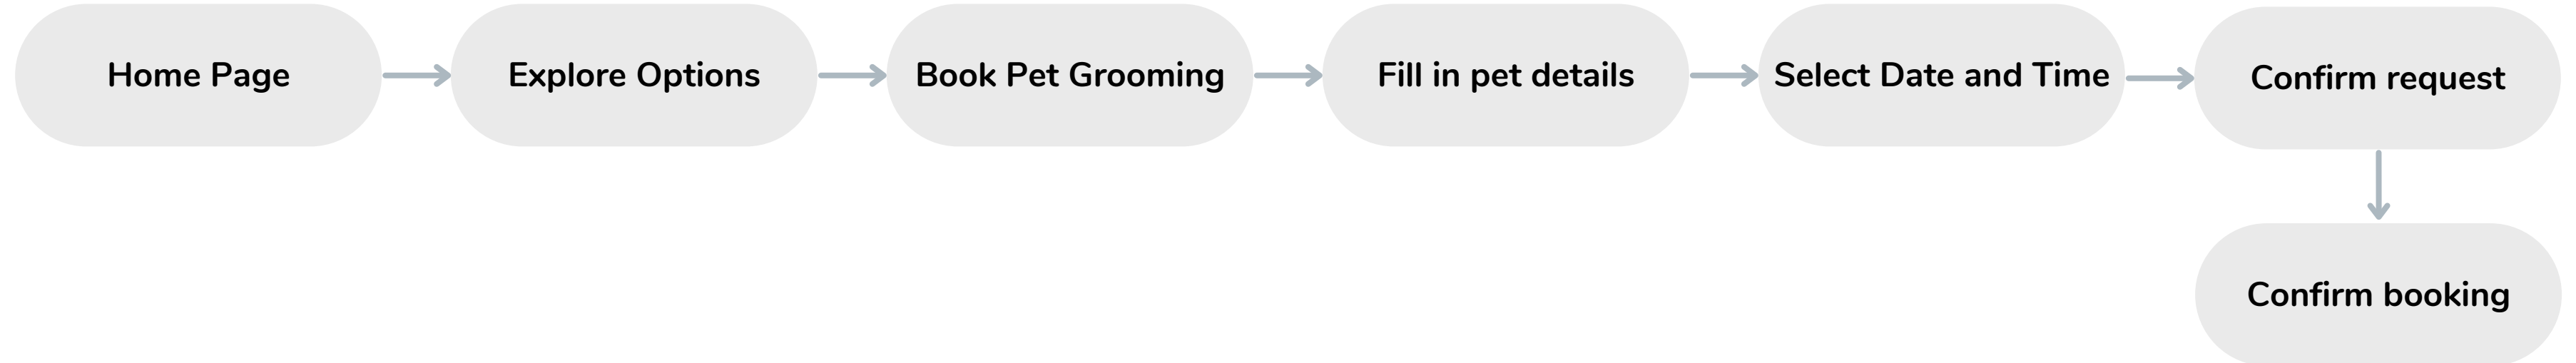 Home Page
Explore Options
Book Pet Grooming
Fill in pet details
Select Date and Time
Confirm request
Confirm booking